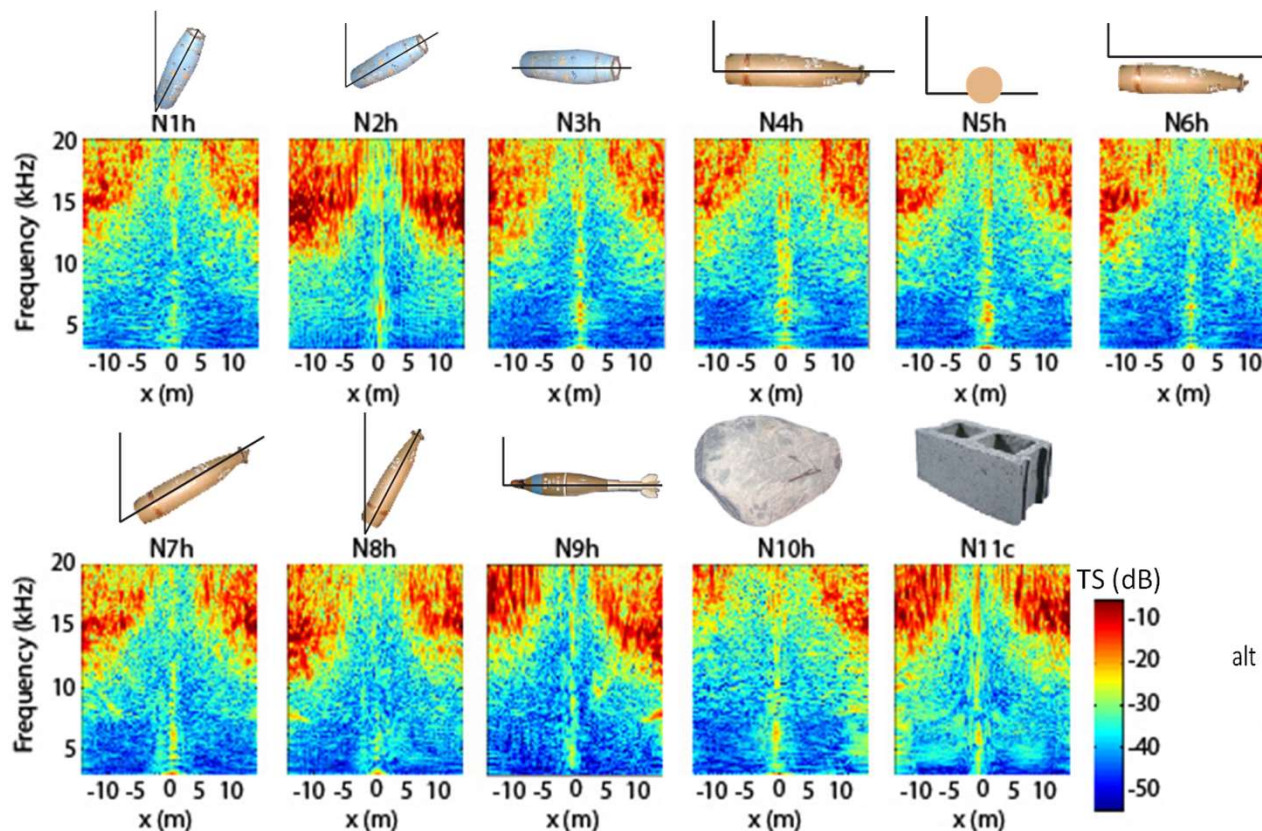 N1h N2h N3h N4h N5h N6h
Frequency (kHz)
20
15
10
5
-10 -5 0 5 10 -10 -5 0 5 10 -10 -5 0 5 10 -10 -5 0 5 10 -10 -5 0 5 10 -10 -5 0 5 10
x (m) x (m) x (m) x (m) x (m) x (m)
N7h N8h N9h N10h N11c
Frequency (kHz)
20
15
10
5
-10 -5 0 5 10 -10 -5 0 5 10 -10 -5 0 5 10 -10 -5 0 5 10 -10 -5 0 5 10
x (m) x (m) x (m) x (m) x (m)
TS (dB)
-10
-20
-30
-40
-50
alt